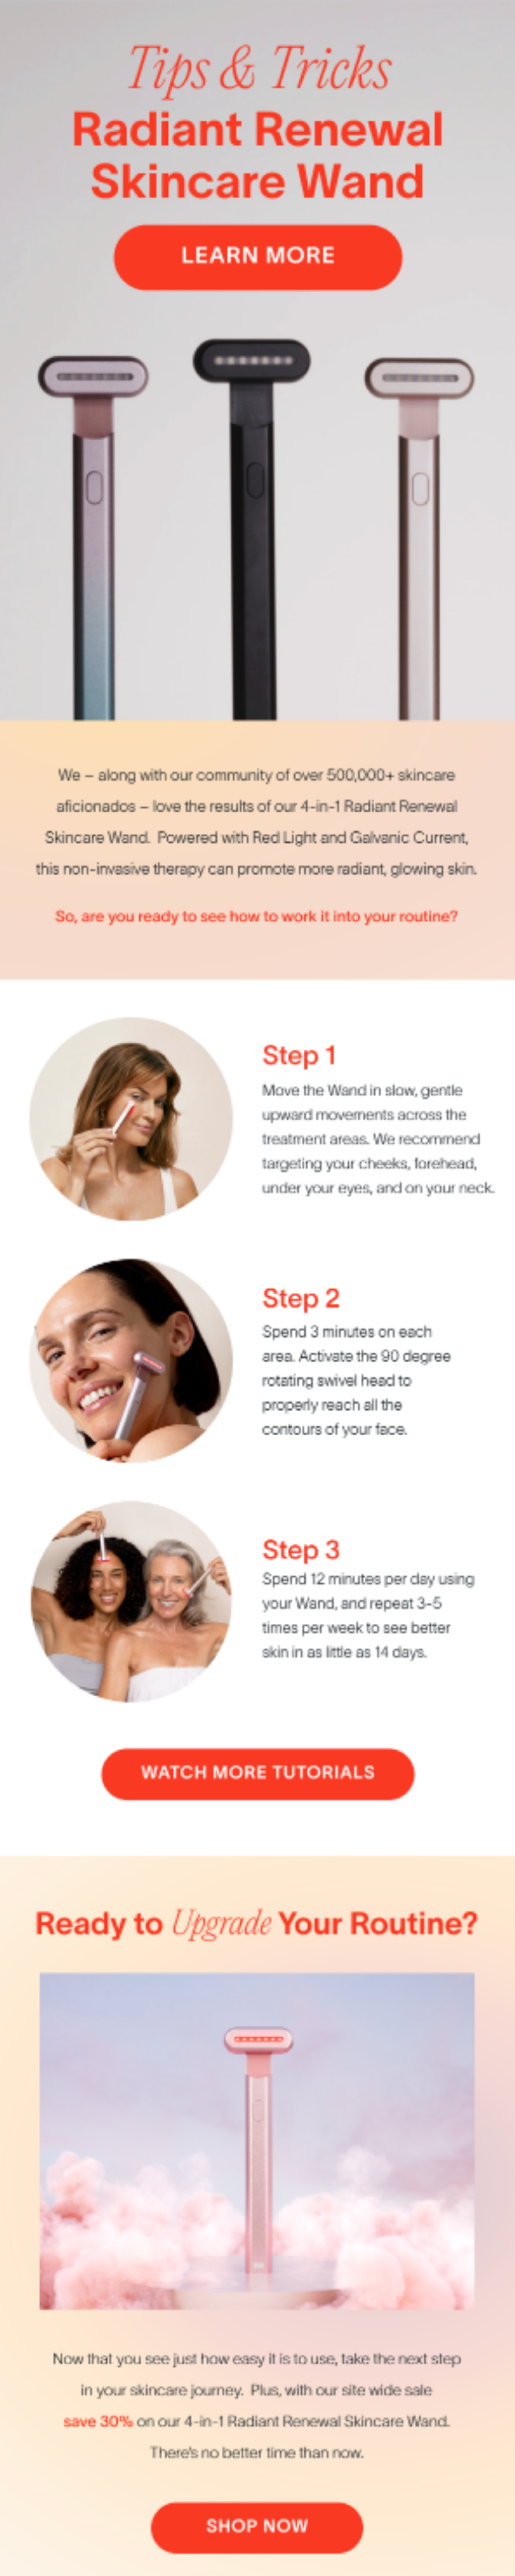 Tips & Tricks
Radiant Renewal
Skincare Wand
LEARN MORE
We – along with our community of over 500,000+ skincare
aficionados – love the results of our 4-in-1 Radiant Renewal
Skincare Wand. Powered with Red Light and Galvanic Current,
this non-invasive therapy can promote more radiant, glowing skin.
So, are you ready to see how to work it into your routine?
Step 1
Move the Wand in slow, gentle
upward movements across the
treatment areas. We recommend
targeting your cheeks, forehead,
under your eyes, and on your neck.
Step 2
Spend 3 minutes on each
area. Activate the 90 degree
rotating swivel head to
properly reach all the
contours of your face.
Step 3
Spend 12 minutes per day using
your Wand, and repeat 3-5
times per week to see better
skin in as little as 14 days.
WATCH MORE TUTORIALS
Ready to Upgrade Your Routine?
Now that you see just how easy it is to use, take the next step
in your skincare journey. Plus, with our site wide sale
save 30% on our 4-in-1 Radiant Renewal Skincare Wand.
There's no better time than now.
SHOP NOW